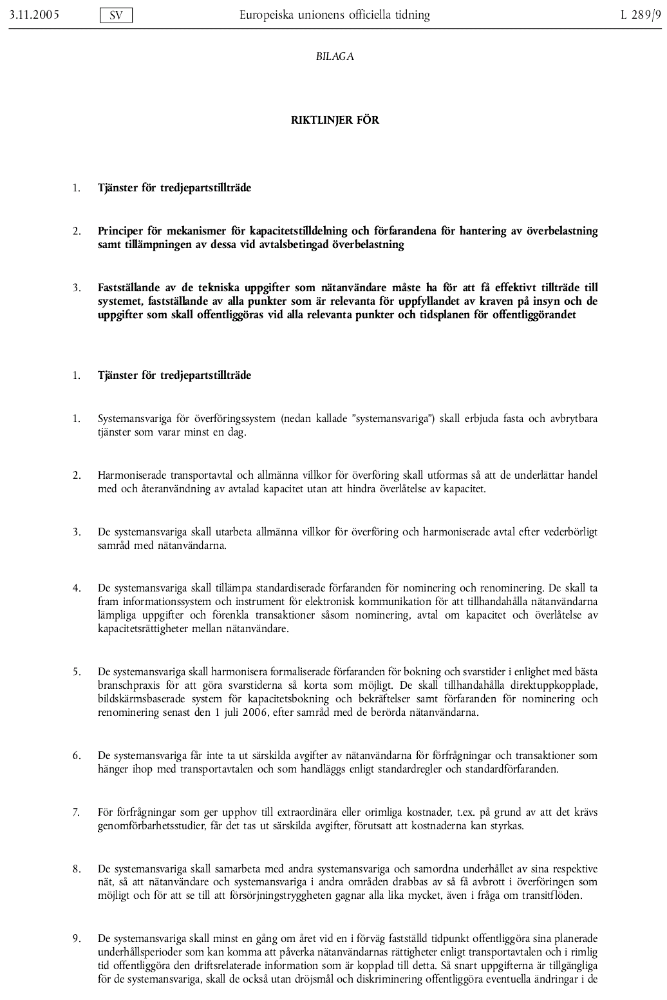 3.11.2005 SV Europeiska unionens officiella tidning L 289/9
BILAGA
RIKTLINJER FÖR
1. Tjänster för tredjepartstillträde
2. Principer för mekanismer för kapacitetstilldelning och förfarandena för hantering av överbelastning
samt tillämpningen av dessa vid avtalsbetingad överbelastning
3. Fastställande av de tekniska uppgifter som nätanvändare måste ha för att få effektivt tillträde till
systemet, fastställande av alla punkter som är relevanta för uppfyllandet av kraven på insyn och de
uppgifter som skall offentliggöras vid alla relevanta punkter och tidsplanen för offentliggörandet
1. Tjänster för tredjepartstillträde
1. Systemansvariga för överföringssystem (nedan kallade ”systemansvariga”) skall erbjuda fasta och avbrytbara
tjänster som varar minst en dag.
2. Harmoniserade transportavtal och allmänna villkor för överföring skall utformas så att de underlättar handel
med och återanvändning av avtalad kapacitet utan att hindra överlåtelse av kapacitet.
3. De systemansvariga skall utarbeta allmänna villkor för överföring och harmoniserade avtal efter vederbörligt
samråd med nätanvändarna.
4. De systemansvariga skall tillämpa standardiserade förfaranden för nominering och renominering. De skall ta
fram informationssystem och instrument för elektronisk kommunikation för att tillhandahålla nätanvändarna
lämpliga uppgifter och förenkla transaktioner såsom nominering, avtal om kapacitet och överlåtelse av
kapacitetsrättigheter mellan nätanvändare.
5. De systemansvariga skall harmonisera formaliserade förfaranden för bokning och svarstider i enlighet med bästa
branschpraxis för att göra svarstiderna så korta som möjligt. De skall tillhandahålla direktuppkopplade,
bildskärmsbaserade system för kapacitetsbokning och bekräftelser samt förfaranden för nominering och
renominering senast den 1 juli 2006, efter samråd med de berörda nätanvändarna.
6. De systemansvariga får inte ta ut särskilda avgifter av nätanvändarna för förfrågningar och transaktioner som
hänger ihop med transportavtalen och som handläggs enligt standardregler och standardförfaranden.
7. För förfrågningar som ger upphov till extraordinära eller orimliga kostnader, t.ex. på grund av att det krävs
genomförbarhetsstudier, får det tas ut särskilda avgifter, förutsatt att kostnaderna kan styrkas.
8. De systemansvariga skall samarbeta med andra systemansvariga och samordna underhållet av sina respektive
nät, så att nätanvändare och systemansvariga i andra områden drabbas av så få avbrott i överföringen som
möjligt och för att se till att försörjningstryggheten gagnar alla lika mycket, även i fråga om transitflöden.
9. De systemansvariga skall minst en gång om året vid en i förväg fastställd tidpunkt offentliggöra sina planerade
underhållsperioder som kan komma att påverka nätanvändarnas rättigheter enligt transportavtalen och i rimlig
tid offentliggöra den driftsrelaterade information som är kopplad till detta. Så snart uppgifterna är tillgängliga
för de systemansvariga, skall de också utan dröjsmål och diskriminering offentliggöra eventuella ändringar i de